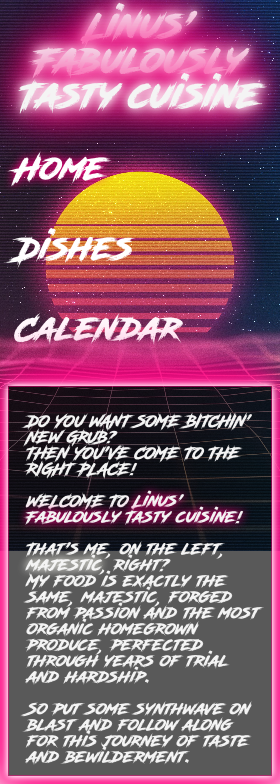 LINUS'
FABULOUSLY
TASTY CUISINE
HOME
DISHES
CALENDAR
DO YOU WANT SOME BITCHIN'
NEW GRUB?
THEN YOU'VE COME TO THE
RIGHT PLACE!
WELCOME TO LINUS'
FABULOUSLY TASTY CUISINE!
THAT'S ME, ON THE LEFT,
MAJESTIC, RIGHT?
MY FOOD IS EXACTLY THE
SAME, MAJESTIC, FORGED
FROM PASSION AND THE MOST
ORGANIC HOMEGROWN
PRODUCE, PERFECTED
THROUGH YEARS OF TRIAL
AND HARDSHIP.
SO PUT SOME SYNTHWAVE ON
BLAST AND FOLLOW ALONG
FOR THIS JOURNEY OF TASTE
AND BEWILDERMENT.